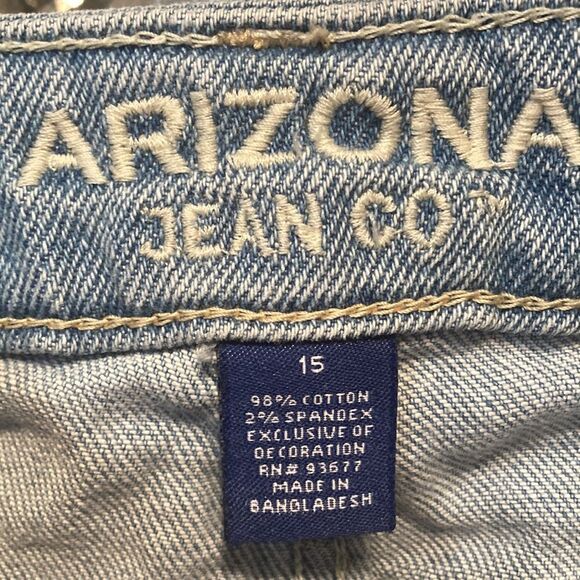 ARIZONA
JEAN CO™
15
98% COTTON
2% SPANDEX
EXCLUSIVE OF
DECORATION
RN# 93677
MADE IN
BANGLADESH